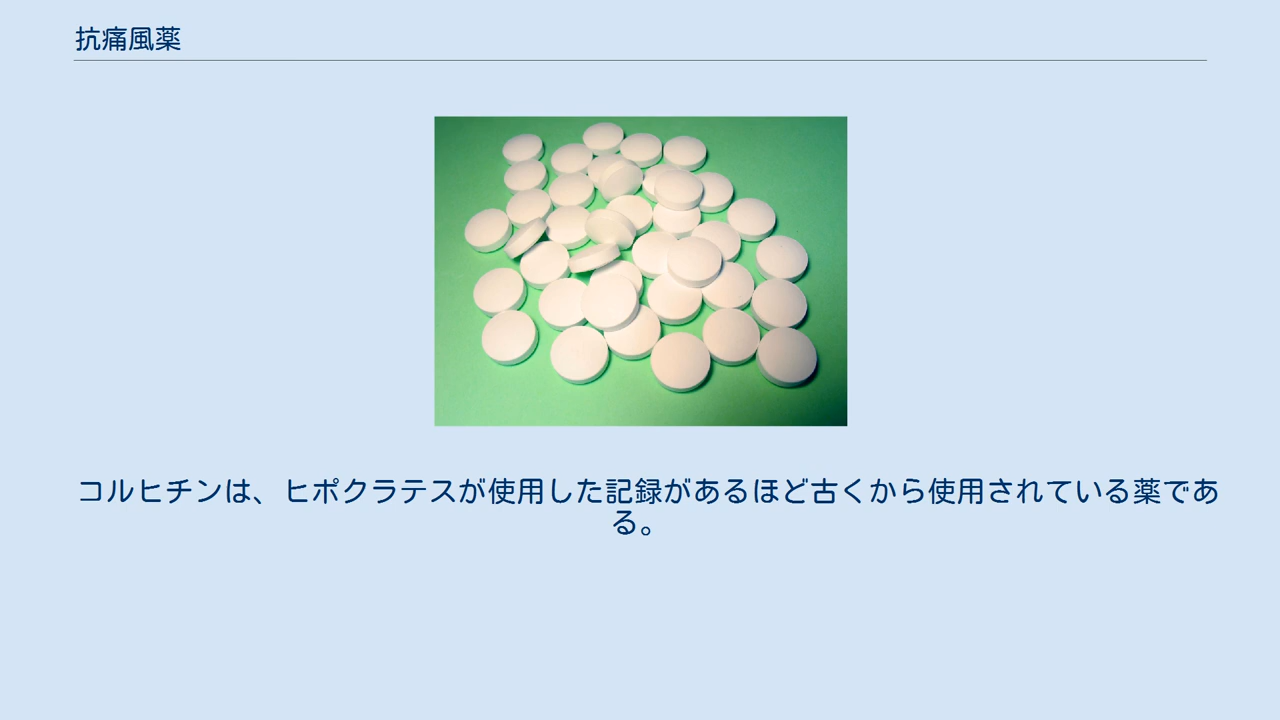 抗痛風薬
コルヒチンは、ヒポクラテスが使用した記録があるほど古くから使用されている薬であ
る。